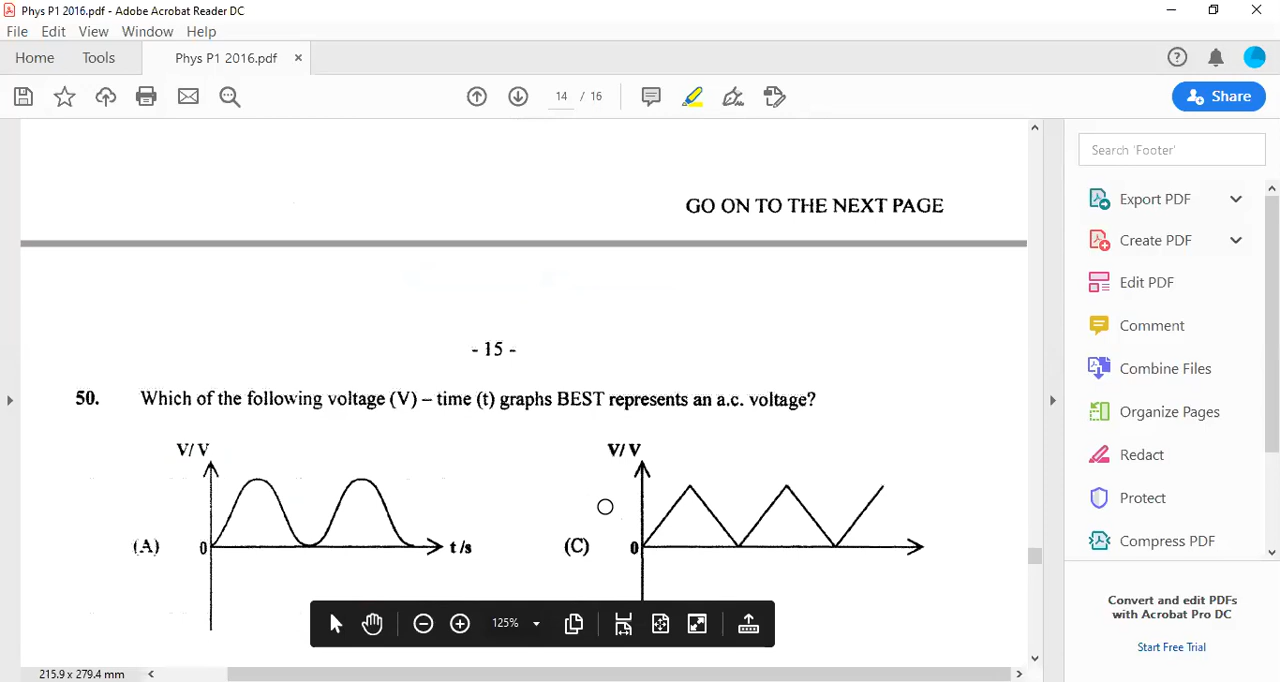 Phys P1 2016.pdf - Adobe Acrobat Reader DC
File Edit View Window Help
Home Tools Phys P1 2016.pdf ×
14 / 16
Share
GO ON TO THE NEXT PAGE
- 15 -
50. Which of the following voltage (V) – time (t) graphs BEST represents an a.c. voltage?
V/ V
(A) 0 t /s
V/ V
(C) 0
125%
215.9 x 279.4 mm
Search 'Footer'
Export PDF
Create PDF
Edit PDF
Comment
Combine Files
Organize Pages
Redact
Protect
Compress PDF
Convert and edit PDFs
with Acrobat Pro DC
Start Free Trial